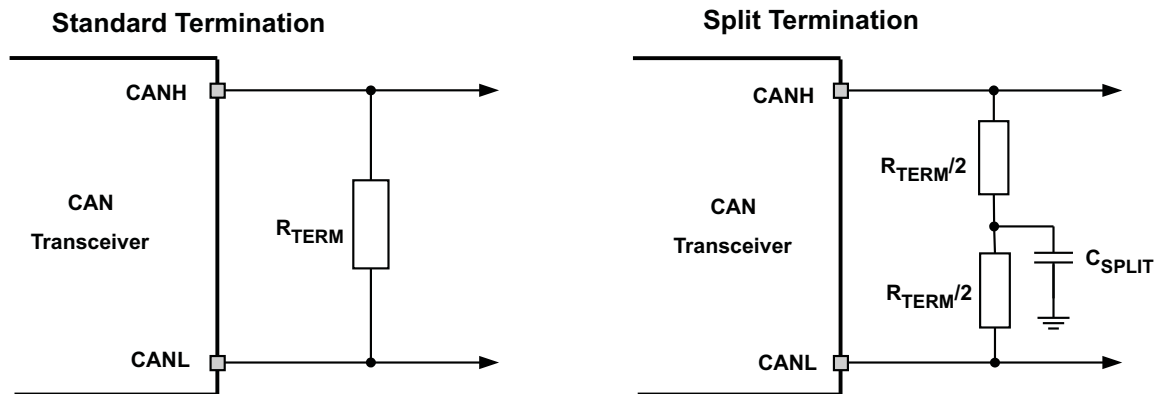 Standard Termination
CANH
CAN
Transceiver
RTERM
CANL
Split Termination
CANH
RTERM/2
CAN
Transceiver
CSPLIT
RTERM/2
CANL